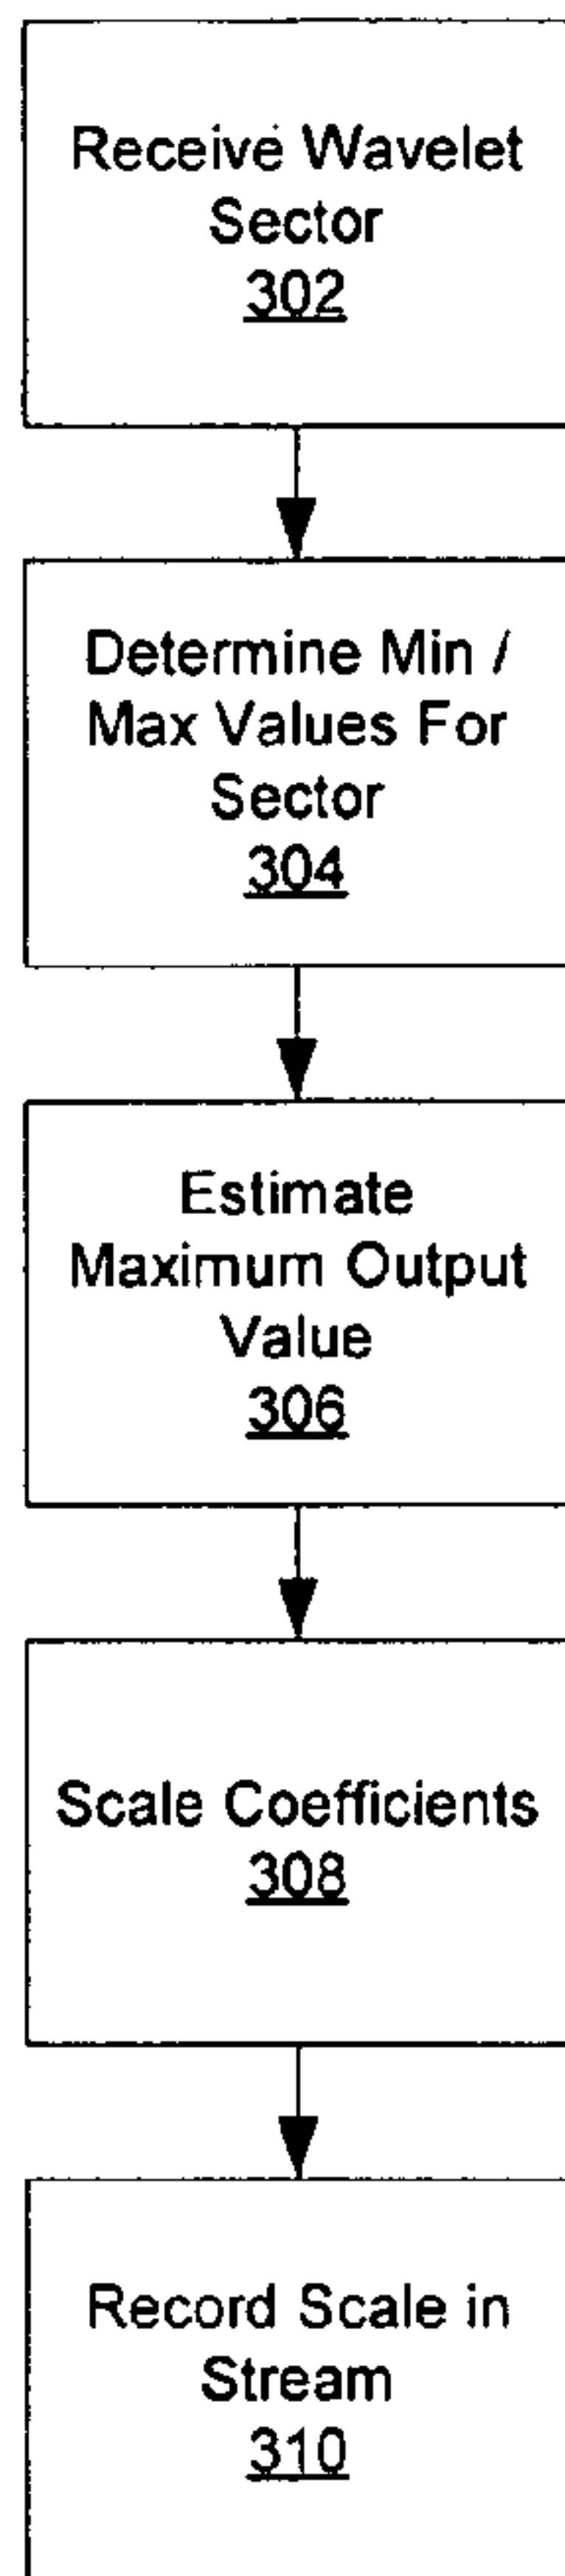 Receive Wavelet
Sector
302
Determine Min /
Max Values For
Sector
304
Estimate
Maximum Output
Value
306
Scale Coefficients
308
Record Scale in
Stream
310